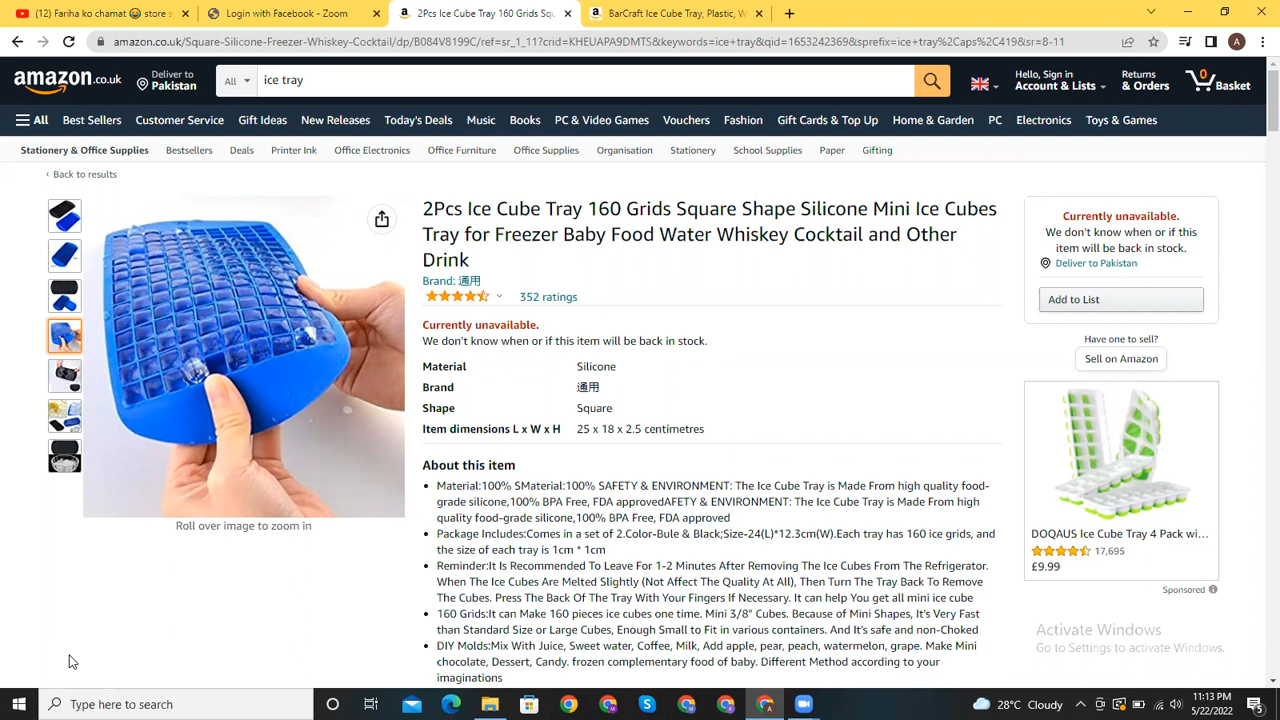 (12) Fariha ko chamat 😂 store s
Login with Facebook - Zoom
2Pcs Ice Cube Tray 160 Grids Squ
BarCraft Ice Cube Tray, Plastic, W
amazon.co.uk/Square-Silicone-Freezer-Whiskey-Cocktail/dp/B084V8199C/ref=sr_1_11?crid=KHEUAPA9DMTS&keywords=ice+tray&qid=1653242369&sprefix=ice+tray%2Caps%2C419&sr=8-11
A
amazon.co.uk
Deliver to
Pakistan
All
ice tray
Hello, Sign in
Account & Lists
Returns
& Orders
0
Basket
All
Best Sellers
Customer Service
Gift Ideas
New Releases
Today's Deals
Music
Books
PC & Video Games
Vouchers
Fashion
Gift Cards & Top Up
Home & Garden
PC
Electronics
Toys & Games
Stationery & Office Supplies
Bestsellers
Deals
Printer Ink
Office Electronics
Office Furniture
Office Supplies
Organisation
Stationery
School Supplies
Paper
Gifting
‹ Back to results
Roll over image to zoom in
2Pcs Ice Cube Tray 160 Grids Square Shape Silicone Mini Ice Cubes
Tray for Freezer Baby Food Water Whiskey Cocktail and Other
Drink
Brand: 通用
352 ratings
Currently unavailable.
We don't know when or if this item will be back in stock.
Material Silicone
Brand 通用
Shape Square
Item dimensions L x W x H 25 x 18 x 2.5 centimetres
About this item
Material:100% SMaterial:100% SAFETY & ENVIRONMENT: The Ice Cube Tray is Made From high quality food-
grade silicone,100% BPA Free, FDA approvedAFETY & ENVIRONMENT: The Ice Cube Tray is Made From high
quality food-grade silicone,100% BPA Free, FDA approved
Package Includes:Comes in a set of 2.Color-Bule & Black;Size-24(L)*12.3cm(W).Each tray has 160 ice grids, and
the size of each tray is 1cm * 1cm
Reminder:It Is Recommended To Leave For 1-2 Minutes After Removing The Ice Cubes From The Refrigerator.
When The Ice Cubes Are Melted Slightly (Not Affect The Quality At All), Then Turn The Tray Back To Remove
The Cubes. Press The Back Of The Tray With Your Fingers If Necessary. It can help You get all mini ice cube
160 Grids:It can Make 160 pieces ice cubes one time. Mini 3/8" Cubes. Because of Mini Shapes, It's Very Fast
than Standard Size or Large Cubes, Enough Small to Fit in various containers. And It's safe and non-Choked
DIY Molds:Mix With Juice, Sweet water, Coffee, Milk, Add apple, pear, peach, watermelon, grape. Make Mini
chocolate, Dessert, Candy. frozen complementary food of baby. Different Method according to your
imaginations
Currently unavailable.
We don't know when or if this
item will be back in stock.
Deliver to Pakistan
Add to List
Have one to sell?
Sell on Amazon
DOQAUS Ice Cube Tray 4 Pack wi...
17,695
£9.99
Sponsored
Activate Windows
Go to Settings to activate Windows.
Type here to search
28°C Cloudy
11:13 PM
5/22/2022